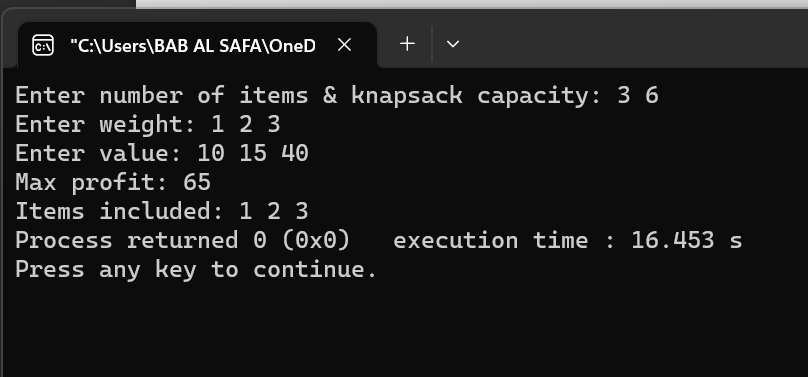 "C:\Users\BAB AL SAFA\OneD
Enter number of items & knapsack capacity: 3 6
Enter weight: 1 2 3
Enter value: 10 15 40
Max profit: 65
Items included: 1 2 3
Process returned 0 (0x0)   execution time : 16.453 s
Press any key to continue.